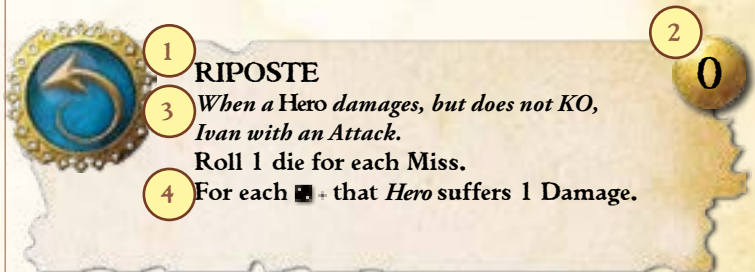 1
2
RIPOSTE
0
3
When a Hero damages, but does not KO,
Ivan with an Attack.
Roll 1 die for each Miss.
4
For each + that Hero suffers 1 Damage.